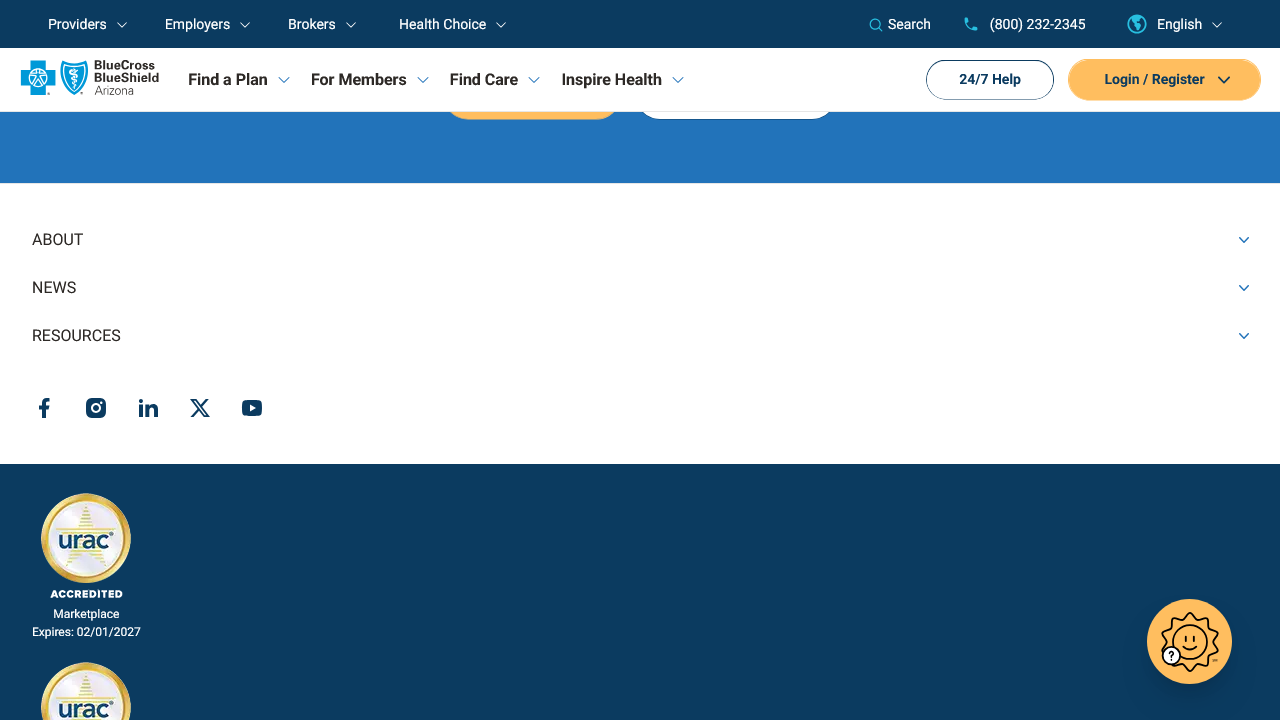 Providers
Employers
Brokers
Health Choice
Search
(800) 232-2345
English
BlueCross
BlueShield
Arizona
Find a Plan
For Members
Find Care
Inspire Health
24/7 Help
Login / Register
ABOUT
NEWS
RESOURCES
urac
ACCREDITED
Marketplace
Expires: 02/01/2027
urac
?